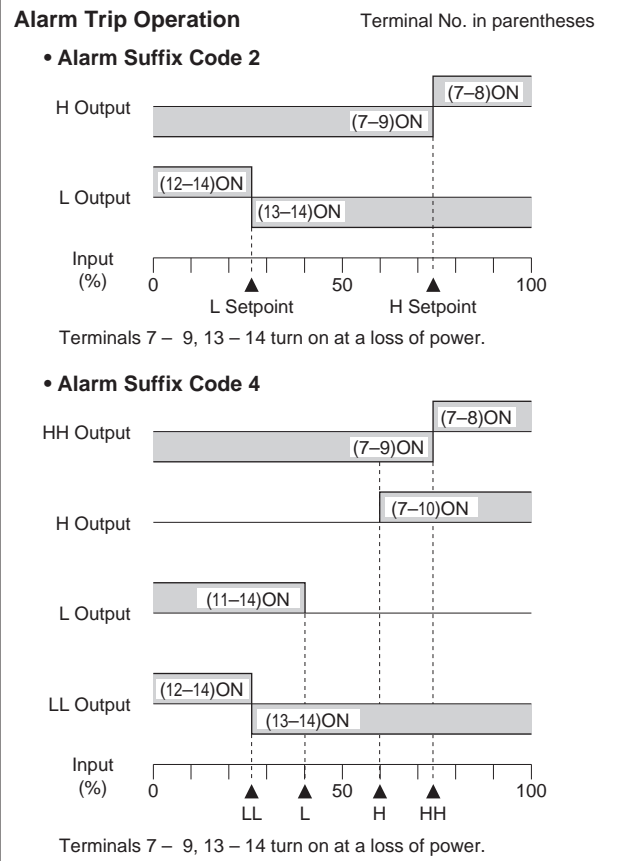 Alarm Trip Operation Terminal No. in parentheses
• Alarm Suffix Code 2
(7–8)ON
H Output
(7–9)ON
(12–14)ON
L Output
(13–14)ON
Input
(%)
0 50 100
L Setpoint H Setpoint
Terminals 7 – 9, 13 – 14 turn on at a loss of power.
• Alarm Suffix Code 4
(7–8)ON
HH Output
(7–9)ON
(7–10)ON
H Output
(11–14)ON
L Output
(12–14)ON
LL Output
(13–14)ON
Input
(%)
0 50 100
LL L H HH
Terminals 7 – 9, 13 – 14 turn on at a loss of power.